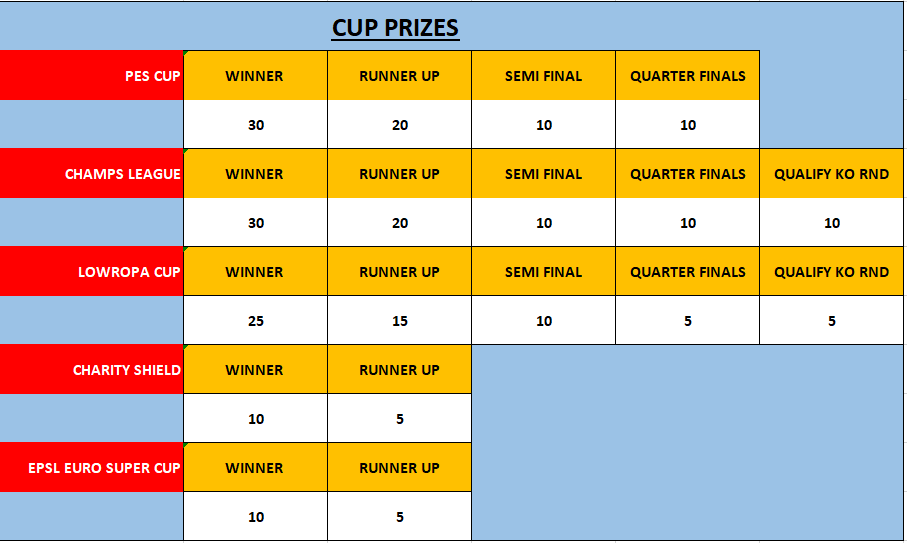 CUP PRIZES
PES CUP WINNER RUNNER UP SEMI FINAL QUARTER FINALS
30 20 10 10
CHAMPS LEAGUE WINNER RUNNER UP SEMI FINAL QUARTER FINALS QUALIFY KO RND
30 20 10 10 10
LOWROPA CUP WINNER RUNNER UP SEMI FINAL QUARTER FINALS QUALIFY KO RND
25 15 10 5 5
CHARITY SHIELD WINNER RUNNER UP
10 5
EPSL EURO SUPER CUP WINNER RUNNER UP
10 5